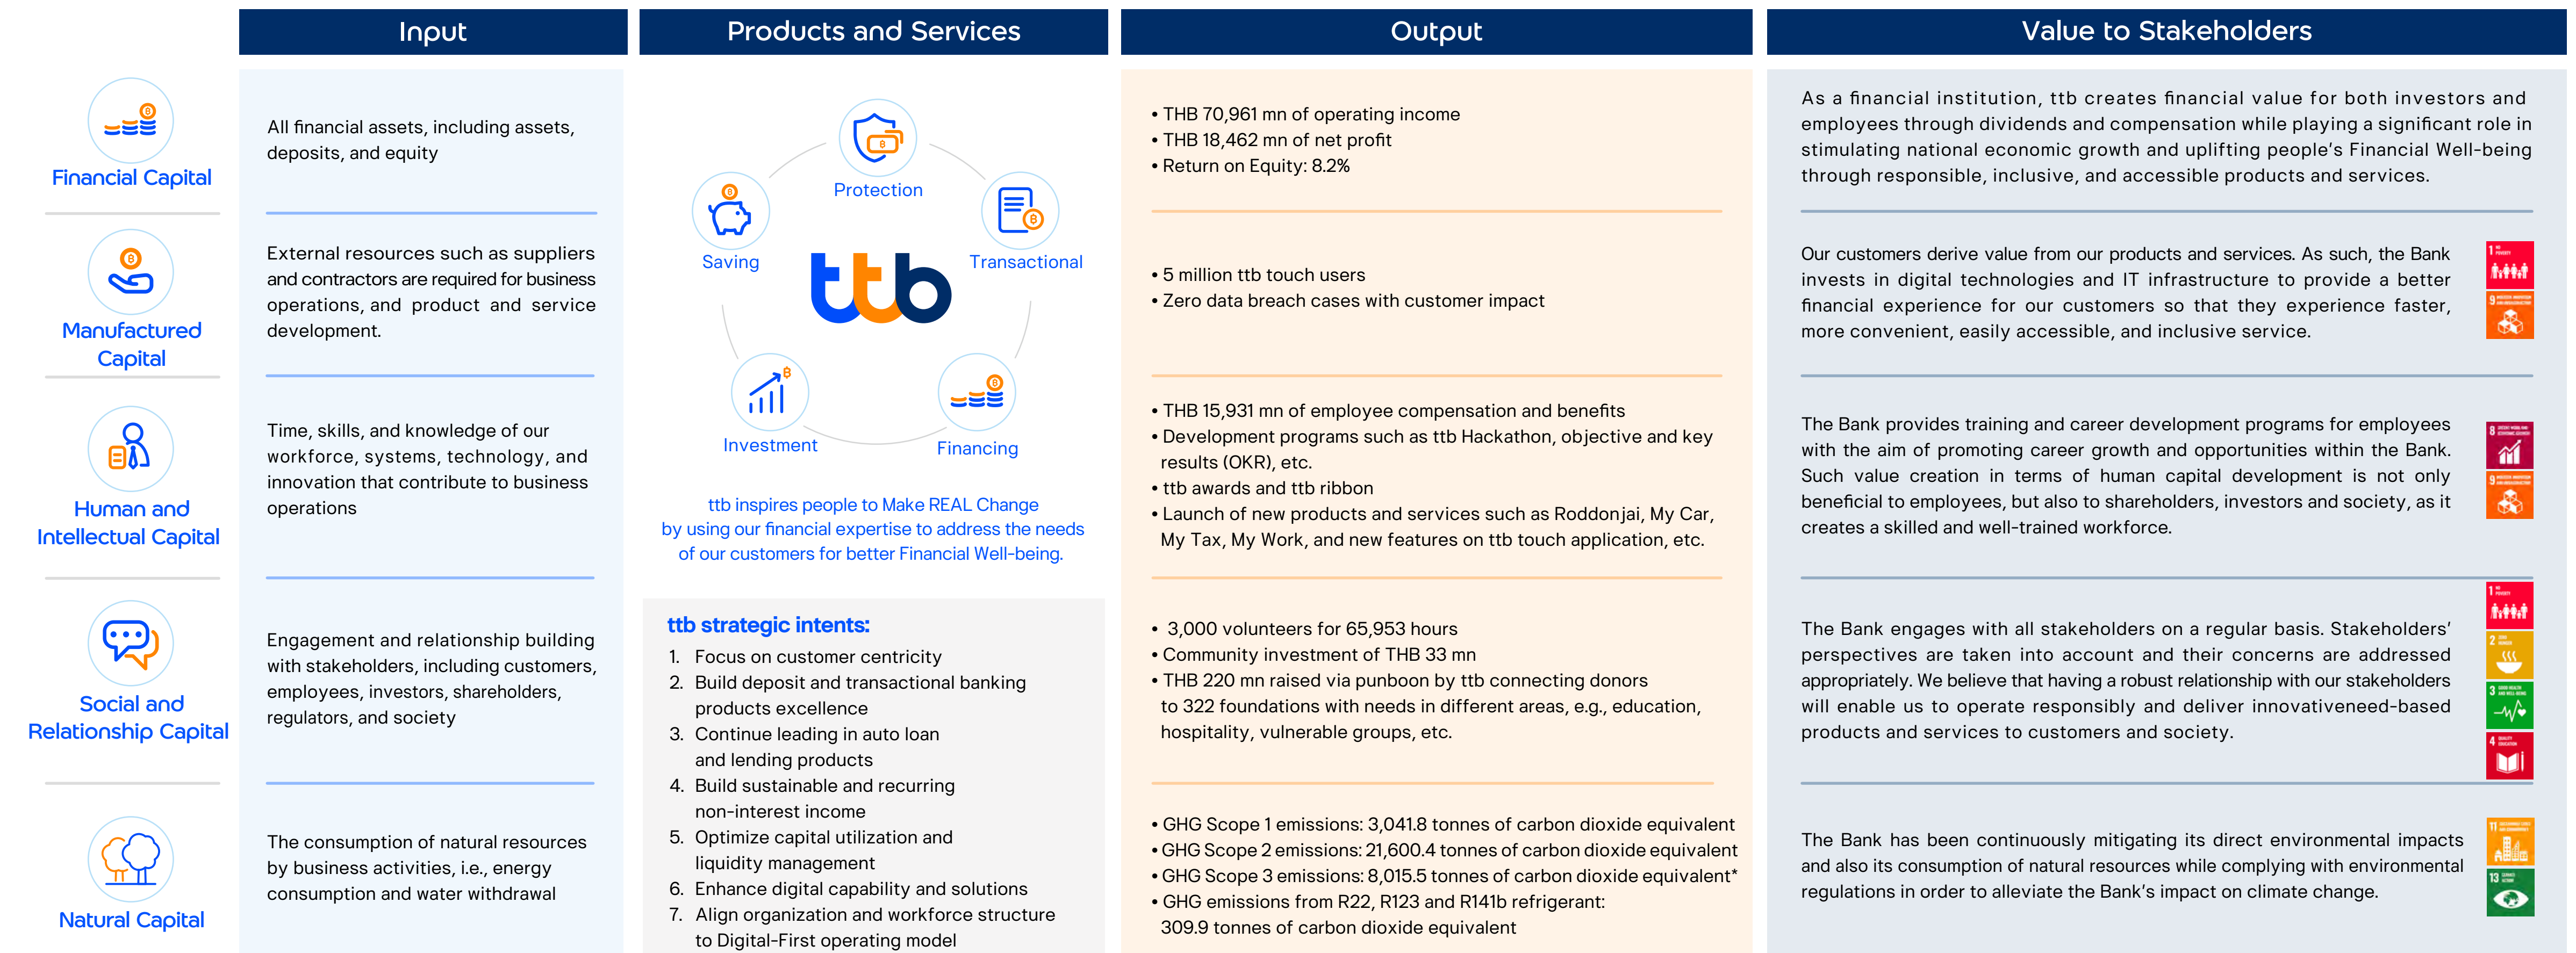 Input
Products and Services
Output
Value to Stakeholders
Financial Capital
All financial assets, including assets,
deposits, and equity
Manufactured
Capital
External resources such as suppliers
and contractors are required for business
operations, and product and service
development.
Human and
Intellectual Capital
Time, skills, and knowledge of our
workforce, systems, technology, and
innovation that contribute to business
operations
Social and
Relationship Capital
Engagement and relationship building
with stakeholders, including customers,
employees, investors, shareholders,
regulators, and society
Natural Capital
The consumption of natural resources
by business activities, i.e., energy
consumption and water withdrawal
Protection
Saving
Transactional
ttb
Investment
Financing
ttb inspires people to Make REAL Change
by using our financial expertise to address the needs
of our customers for better Financial Well-being.
ttb strategic intents:
1. Focus on customer centricity
2. Build deposit and transactional banking
products excellence
3. Continue leading in auto loan
and lending products
4. Build sustainable and recurring
non-interest income
5. Optimize capital utilization and
liquidity management
6. Enhance digital capability and solutions
7. Align organization and workforce structure
to Digital-First operating model
• THB 70,961 mn of operating income
• THB 18,462 mn of net profit
• Return on Equity: 8.2%
• 5 million ttb touch users
• Zero data breach cases with customer impact
• THB 15,931 mn of employee compensation and benefits
• Development programs such as ttb Hackathon, objective and key
results (OKR), etc.
• ttb awards and ttb ribbon
• Launch of new products and services such as Roddonjai, My Car,
My Tax, My Work, and new features on ttb touch application, etc.
• 3,000 volunteers for 65,953 hours
• Community investment of THB 33 mn
• THB 220 mn raised via punboon by ttb connecting donors
to 322 foundations with needs in different areas, e.g., education,
hospitality, vulnerable groups, etc.
• GHG Scope 1 emissions: 3,041.8 tonnes of carbon dioxide equivalent
• GHG Scope 2 emissions: 21,600.4 tonnes of carbon dioxide equivalent
• GHG Scope 3 emissions: 8,015.5 tonnes of carbon dioxide equivalent*
• GHG emissions from R22, R123 and R141b refrigerant:
309.9 tonnes of carbon dioxide equivalent
As a financial institution, ttb creates financial value for both investors and
employees through dividends and compensation while playing a significant role in
stimulating national economic growth and uplifting people's Financial Well-being
through responsible, inclusive, and accessible products and services.
Our customers derive value from our products and services. As such, the Bank
invests in digital technologies and IT infrastructure to provide a better
financial experience for our customers so that they experience faster,
more convenient, easily accessible, and inclusive service.
1 NO
POVERTY
9
The Bank provides training and career development programs for employees
with the aim of promoting career growth and opportunities within the Bank.
Such value creation in terms of human capital development is not only
beneficial to employees, but also to shareholders, investors and society, as it
creates a skilled and well-trained workforce.
8
9
The Bank engages with all stakeholders on a regular basis. Stakeholders'
perspectives are taken into account and their concerns are addressed
appropriately. We believe that having a robust relationship with our stakeholders
will enable us to operate responsibly and deliver innovativeneed-based
products and services to customers and society.
1 NO
POVERTY
2 ZERO
HUNGER
3 GOOD HEALTH
AND WELL-BEING
4 QUALITY
EDUCATION
The Bank has been continuously mitigating its direct environmental impacts
and also its consumption of natural resources while complying with environmental
regulations in order to alleviate the Bank's impact on climate change.
11
13 CLIMATE
ACTION